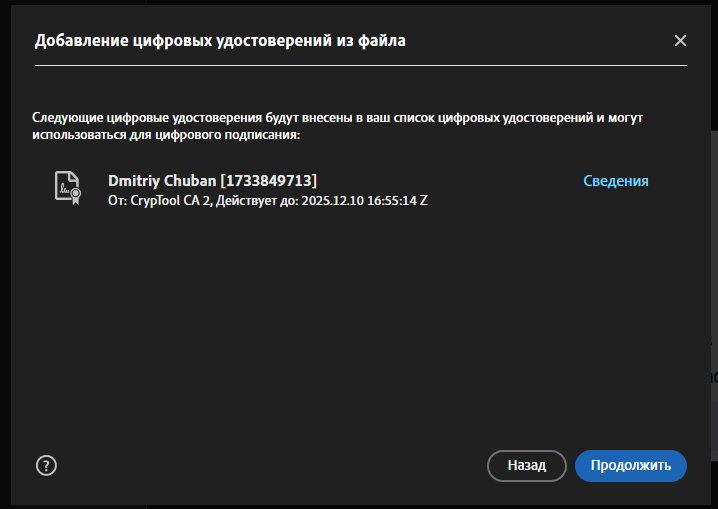 Добавление цифровых удостоверений из файла
Следующие цифровые удостоверения будут внесены в ваш список цифровых удостоверений и могут
использоваться для цифрового подписания:
Dmitriy Chuban [1733849713]
Сведения
От: CrypTool CA 2, Действует до: 2025.12.10 16:55:14 Z
?
Назад
Продолжить